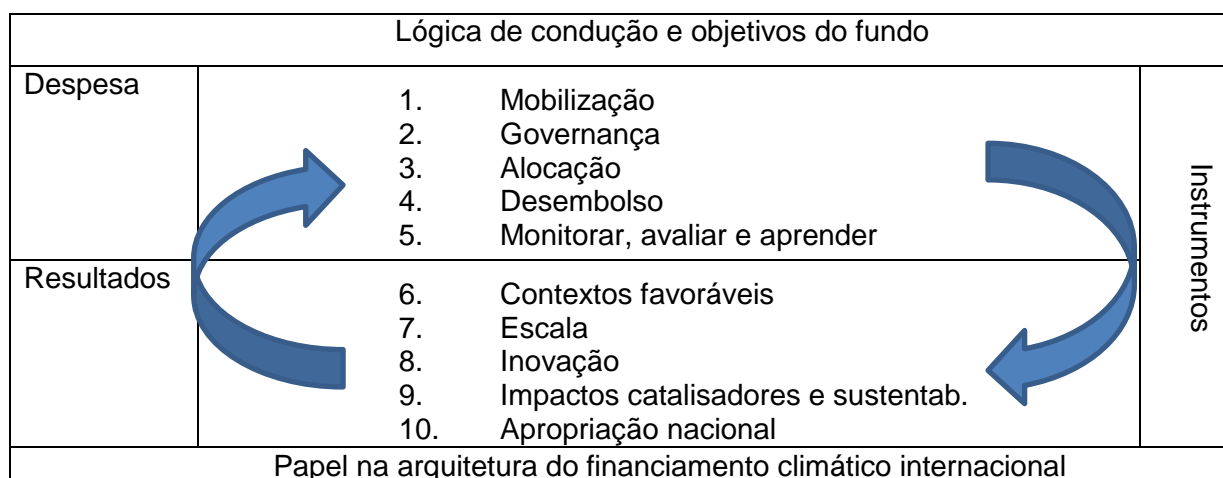 Lógica de condução e objetivos do fundo
Despesa
1. Mobilização
2. Governança
3. Alocação
4. Desembolso
5. Monitorar, avaliar e aprender
Resultados
6. Contextos favoráveis
7. Escala
8. Inovação
9. Impactos catalisadores e sustentab.
10. Apropriação nacional
Instrumentos
Papel na arquitetura do financiamento climático internacional